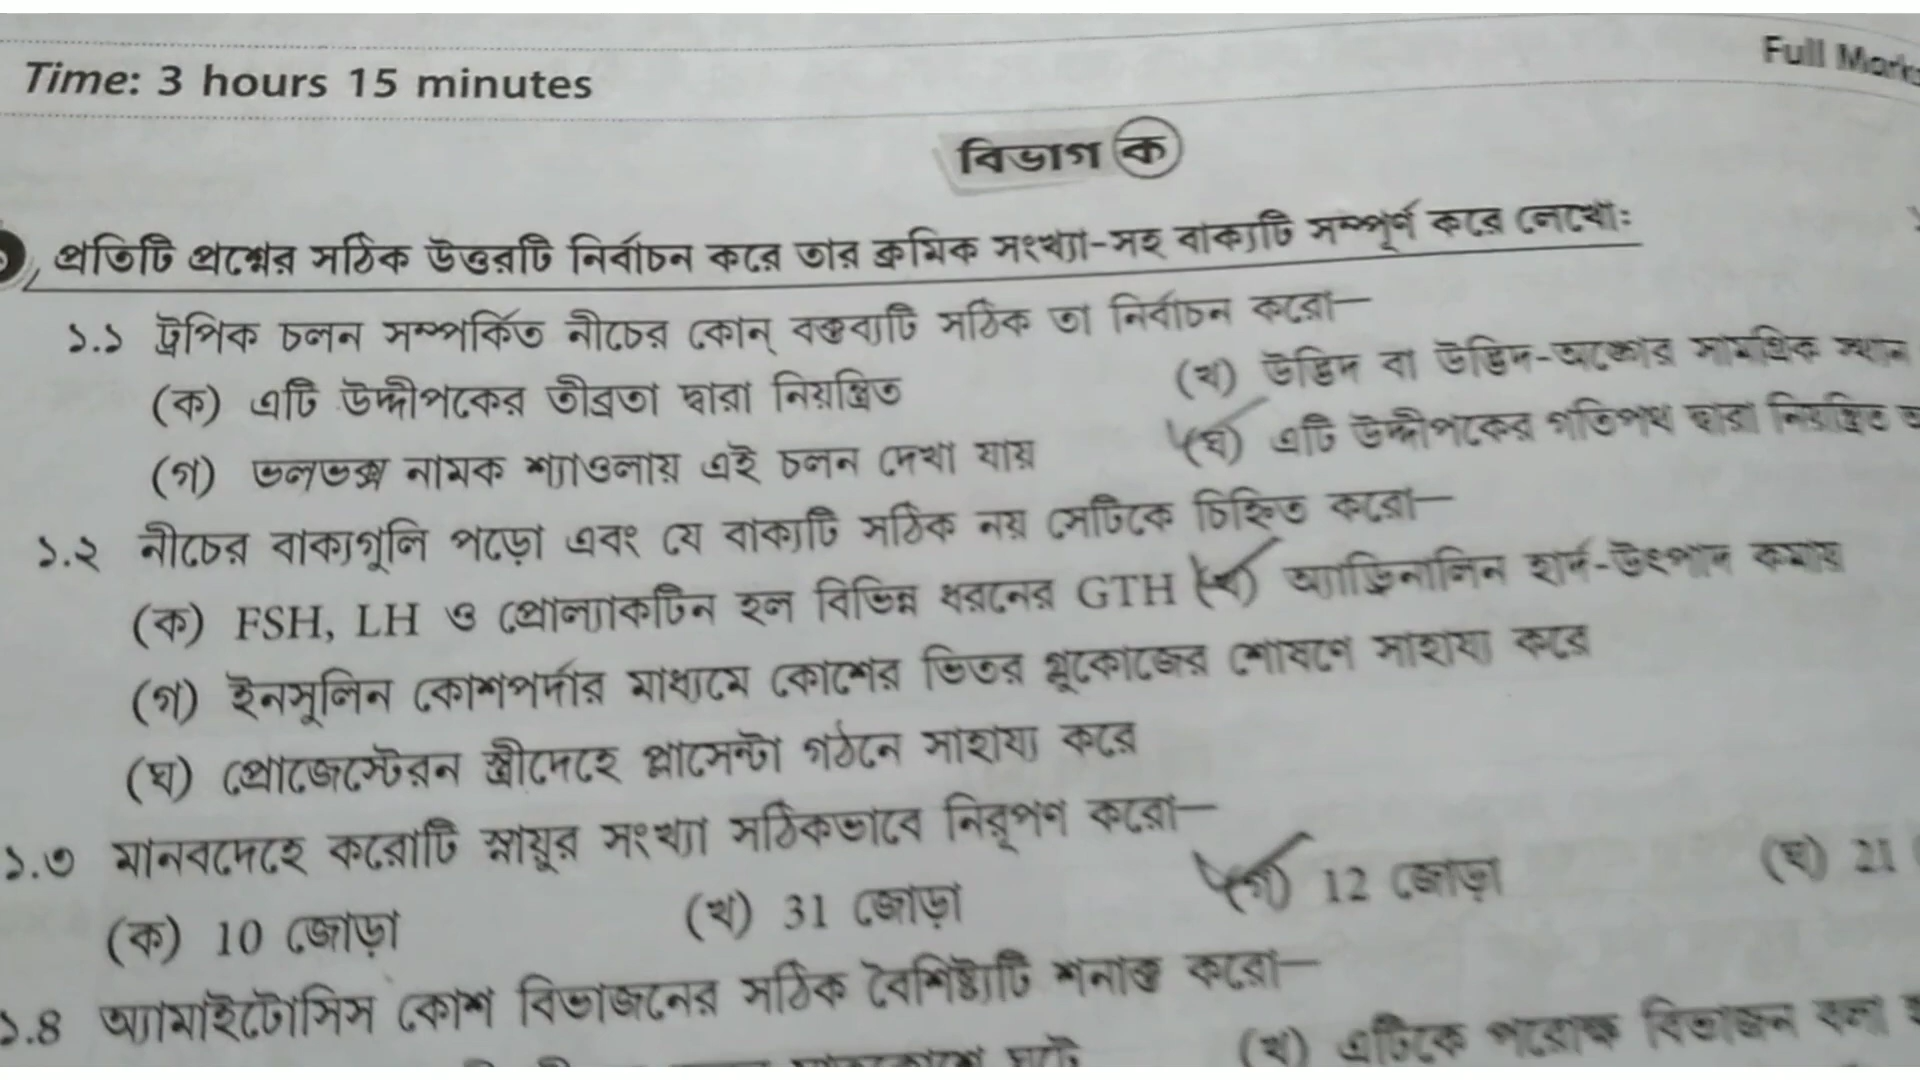 Time: 3 hours 15 minutes
Full Marks
বিভাগ ক
প্রতিটি প্রশ্নের সঠিক উত্তরটি নির্বাচন করে তার ক্রমিক সংখ্যা-সহ বাক্যটি সম্পূর্ণ করে লেখো:
১.১ ট্রপিক চলন সম্পর্কিত নীচের কোন্ বক্তব্যটি সঠিক তা নির্বাচন করো—
(ক) এটি উদ্দীপকের তীব্রতা দ্বারা নিয়ন্ত্রিত (খ) উদ্ভিদ বা উদ্ভিদ-অঙ্গের সামগ্রিক স্থান
(গ) ভলভক্স নামক শ্যাওলায় এই চলন দেখা যায় (ঘ) এটি উদ্দীপকের গতিপথ দ্বারা নিয়ন্ত্রিত
১.২ নীচের বাক্যগুলি পড়ো এবং যে বাক্যটি সঠিক নয় সেটিকে চিহ্নিত করো—
(ক) FSH, LH ও প্রোল্যাকটিন হল বিভিন্ন ধরনের GTH (খ) অ্যাড্রিনালিন হার্দ-উৎপাদ কমায়
(গ) ইনসুলিন কোশপর্দার মাধ্যমে কোশের ভিতর গ্লুকোজের শোষণে সাহায্য করে
(ঘ) প্রোজেস্টেরন স্ত্রীদেহে প্লাসেন্টা গঠনে সাহায্য করে
১.৩ মানবদেহে করোটি স্নায়ুর সংখ্যা সঠিকভাবে নিরূপণ করো—
(ক) 10 জোড়া (খ) 31 জোড়া (গ) 12 জোড়া (ঘ) 21
১.৪ অ্যামাইটোসিস কোশ বিভাজনের সঠিক বৈশিষ্ট্যটি শনাক্ত করো—
(খ) এটিকে পরোক্ষ বিভাজন বলা